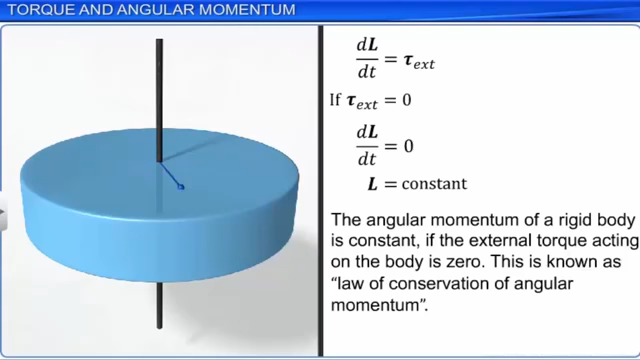 TORQUE AND ANGULAR MOMENTUM
dL/dt = τext
If τext = 0
dL/dt = 0
L = constant
The angular momentum of a rigid body
is constant, if the external torque acting
on the body is zero. This is known as
“law of conservation of angular
momentum”.